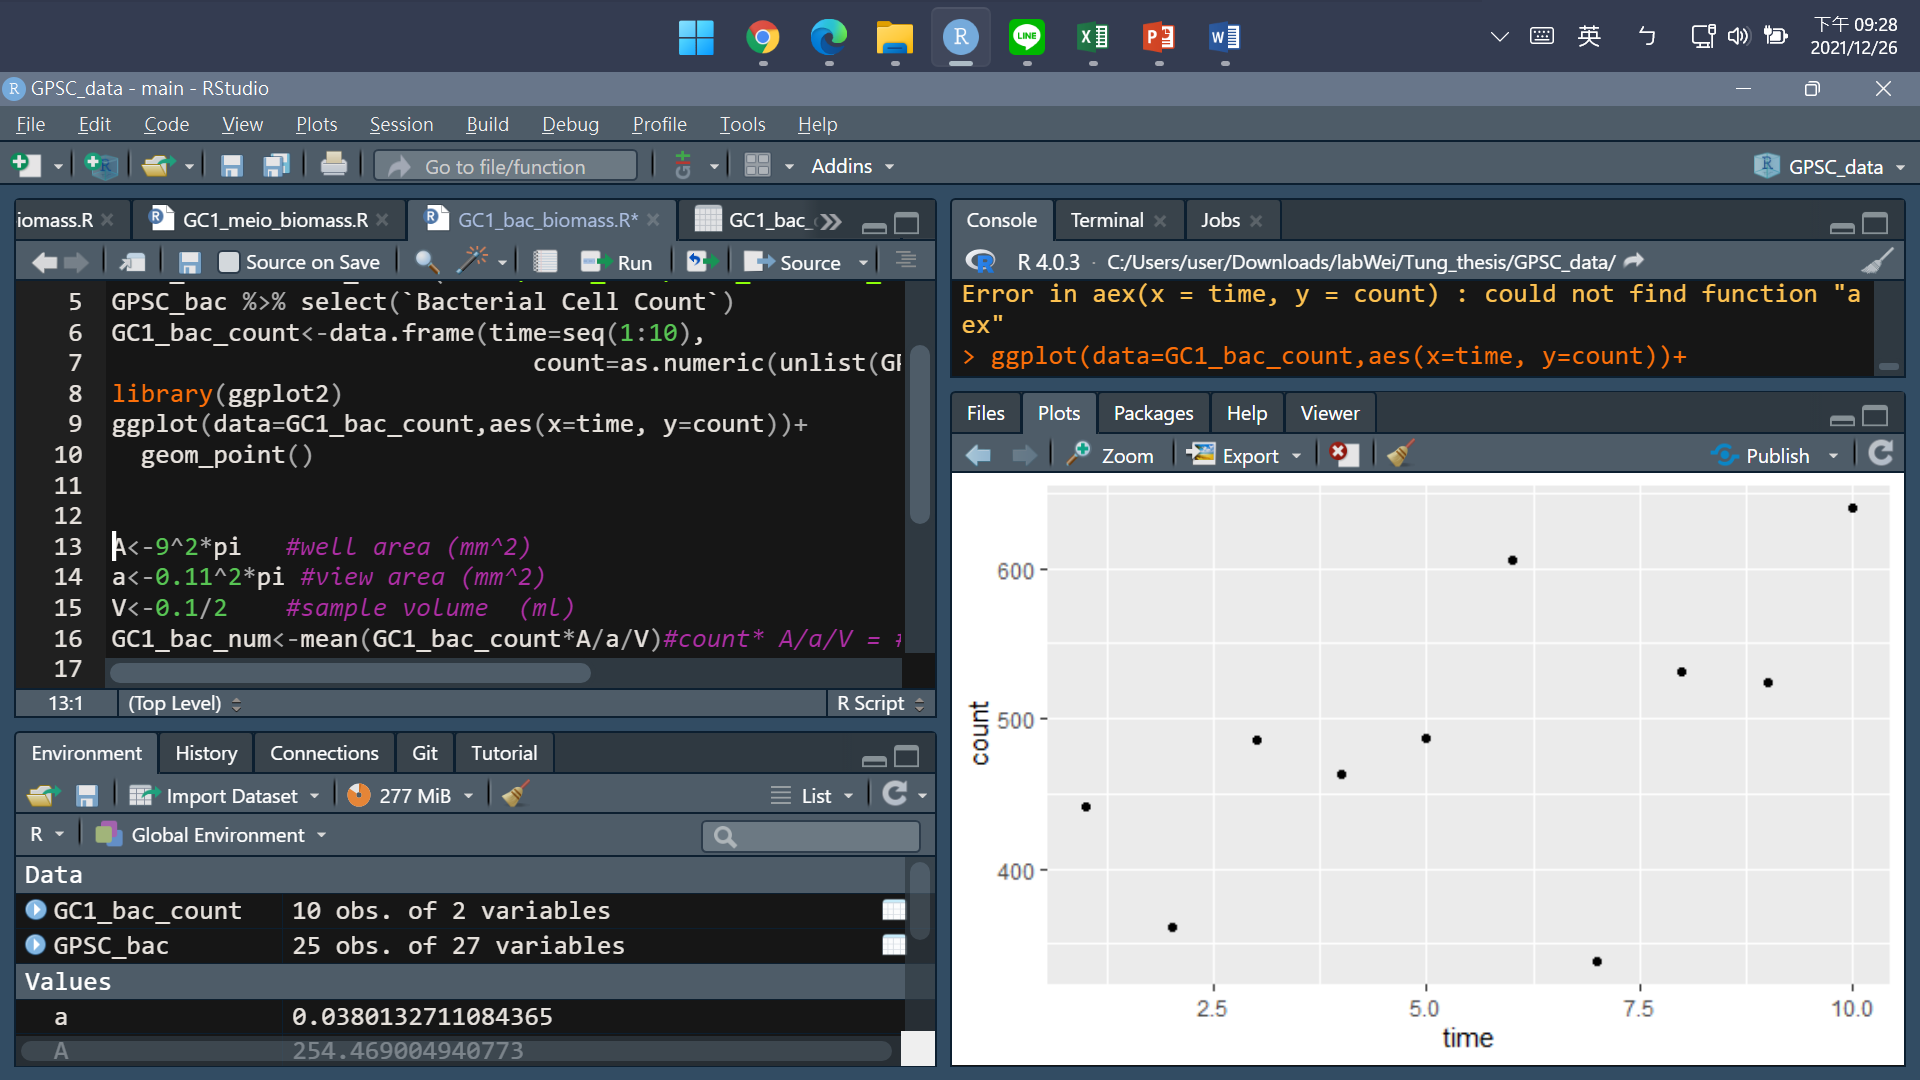 下午 09:28
英
ㄅ
2021/12/26
GPSC_data - main - RStudio
File Edit Code View Plots Session Build Debug Profile Tools Help
Go to file/function
Addins
GPSC_data
iomass.R
GC1_meio_biomass.R
GC1_bac_biomass.R*
GC1_bac_
Source on Save
Run
Source
5 GPSC_bac %>% select(`Bacterial Cell Count`)
6 GC1_bac_count<-data.frame(time=seq(1:10),
7 count=as.numeric(unlist(GP
8 library(ggplot2)
9 ggplot(data=GC1_bac_count,aes(x=time, y=count))+
10 geom_point()
11
12
13 A<-9^2*pi #well area (mm^2)
14 a<-0.11^2*pi #view area (mm^2)
15 V<-0.1/2 #sample volume (ml)
16 GC1_bac_num<-mean(GC1_bac_count*A/a/V)#count* A/a/V = #
17
13:1 (Top Level) R Script
Console Terminal Jobs
R 4.0.3 · C:/Users/user/Downloads/labWei/Tung_thesis/GPSC_data/
Error in aex(x = time, y = count) : could not find function "a
ex"
> ggplot(data=GC1_bac_count,aes(x=time, y=count))+
Files Plots Packages Help Viewer
Zoom Export Publish
600
500
400
count
2.5 5.0 7.5 10.0
time
Environment History Connections Git Tutorial
Import Dataset 277 MiB List
R Global Environment
Data
GC1_bac_count 10 obs. of 2 variables
GPSC_bac 25 obs. of 27 variables
Values
a 0.0380132711084365
A 254.469004940773